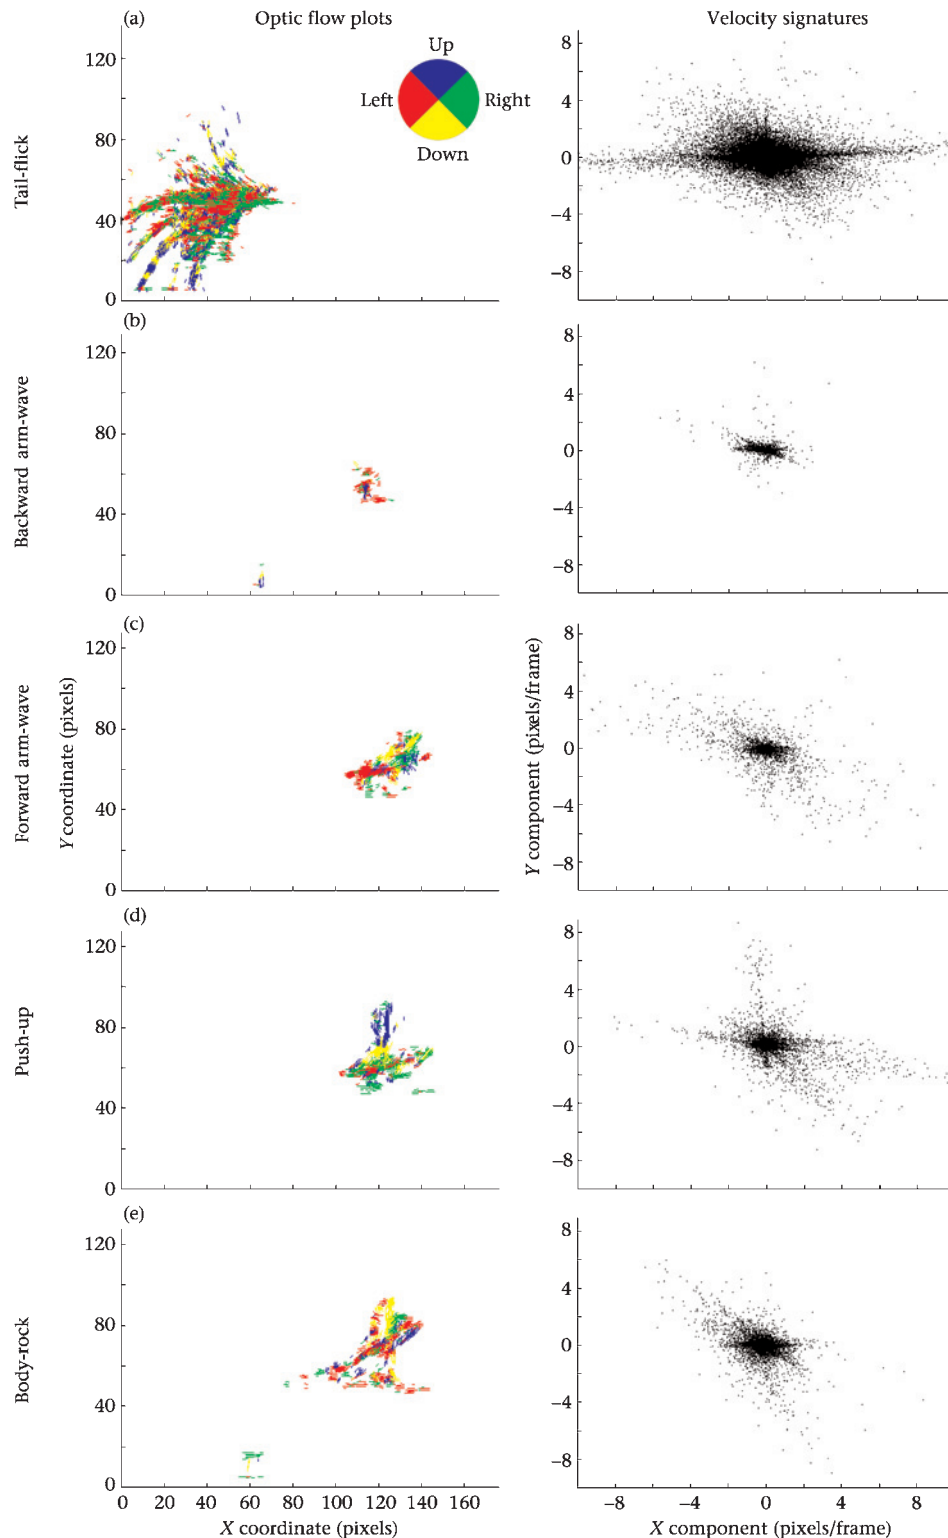 (a) Optic flow plots Velocity signatures
Up
Left Right
Down
Tail-flick
120
80
40
0
8
4
0
−4
−8
(b)
Backward arm-wave
120
80
40
0
8
4
0
−4
−8
(c)
Forward arm-wave
Y coordinate (pixels)
120
80
40
0
Y component (pixels/frame)
8
4
0
−4
−8
(d)
Push-up
120
80
40
0
8
4
0
−4
−8
(e)
Body-rock
120
80
40
0
0 20 40 60 80 100 120 140 160
X coordinate (pixels)
8
4
0
−4
−8
−8 −4 0 4 8
X component (pixels/frame)